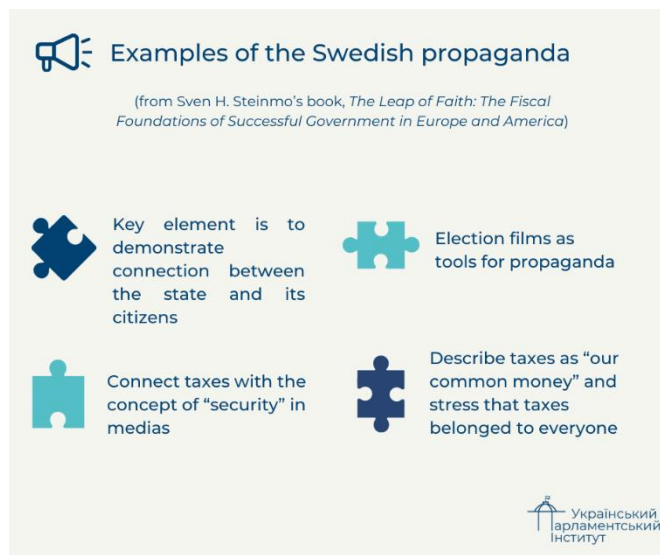 Examples of the Swedish propaganda
(from Sven H. Steinmo's book, The Leap of Faith: The Fiscal
Foundations of Successful Government in Europe and America)
Key element is to
demonstrate
connection between
the state and its
citizens
Election films as
tools for propaganda
Connect taxes with the
concept of “security” in
medias
Describe taxes as “our
common money” and
stress that taxes
belonged to everyone
Український
Парламентський
Інститут